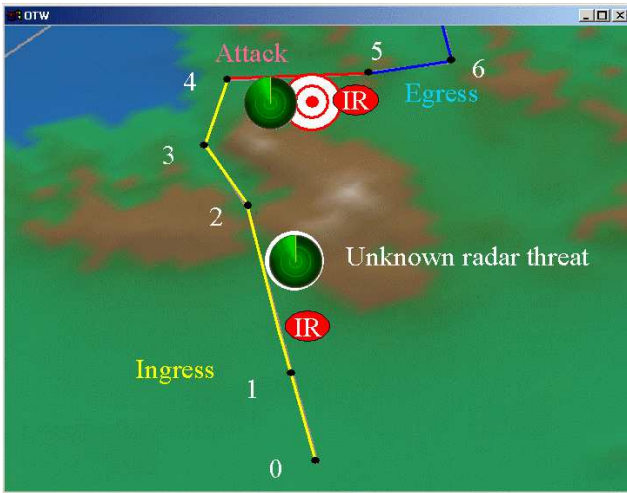 OTW
Attack
5
4
6
IR
Egress
3
2
Unknown radar threat
IR
Ingress
1
0